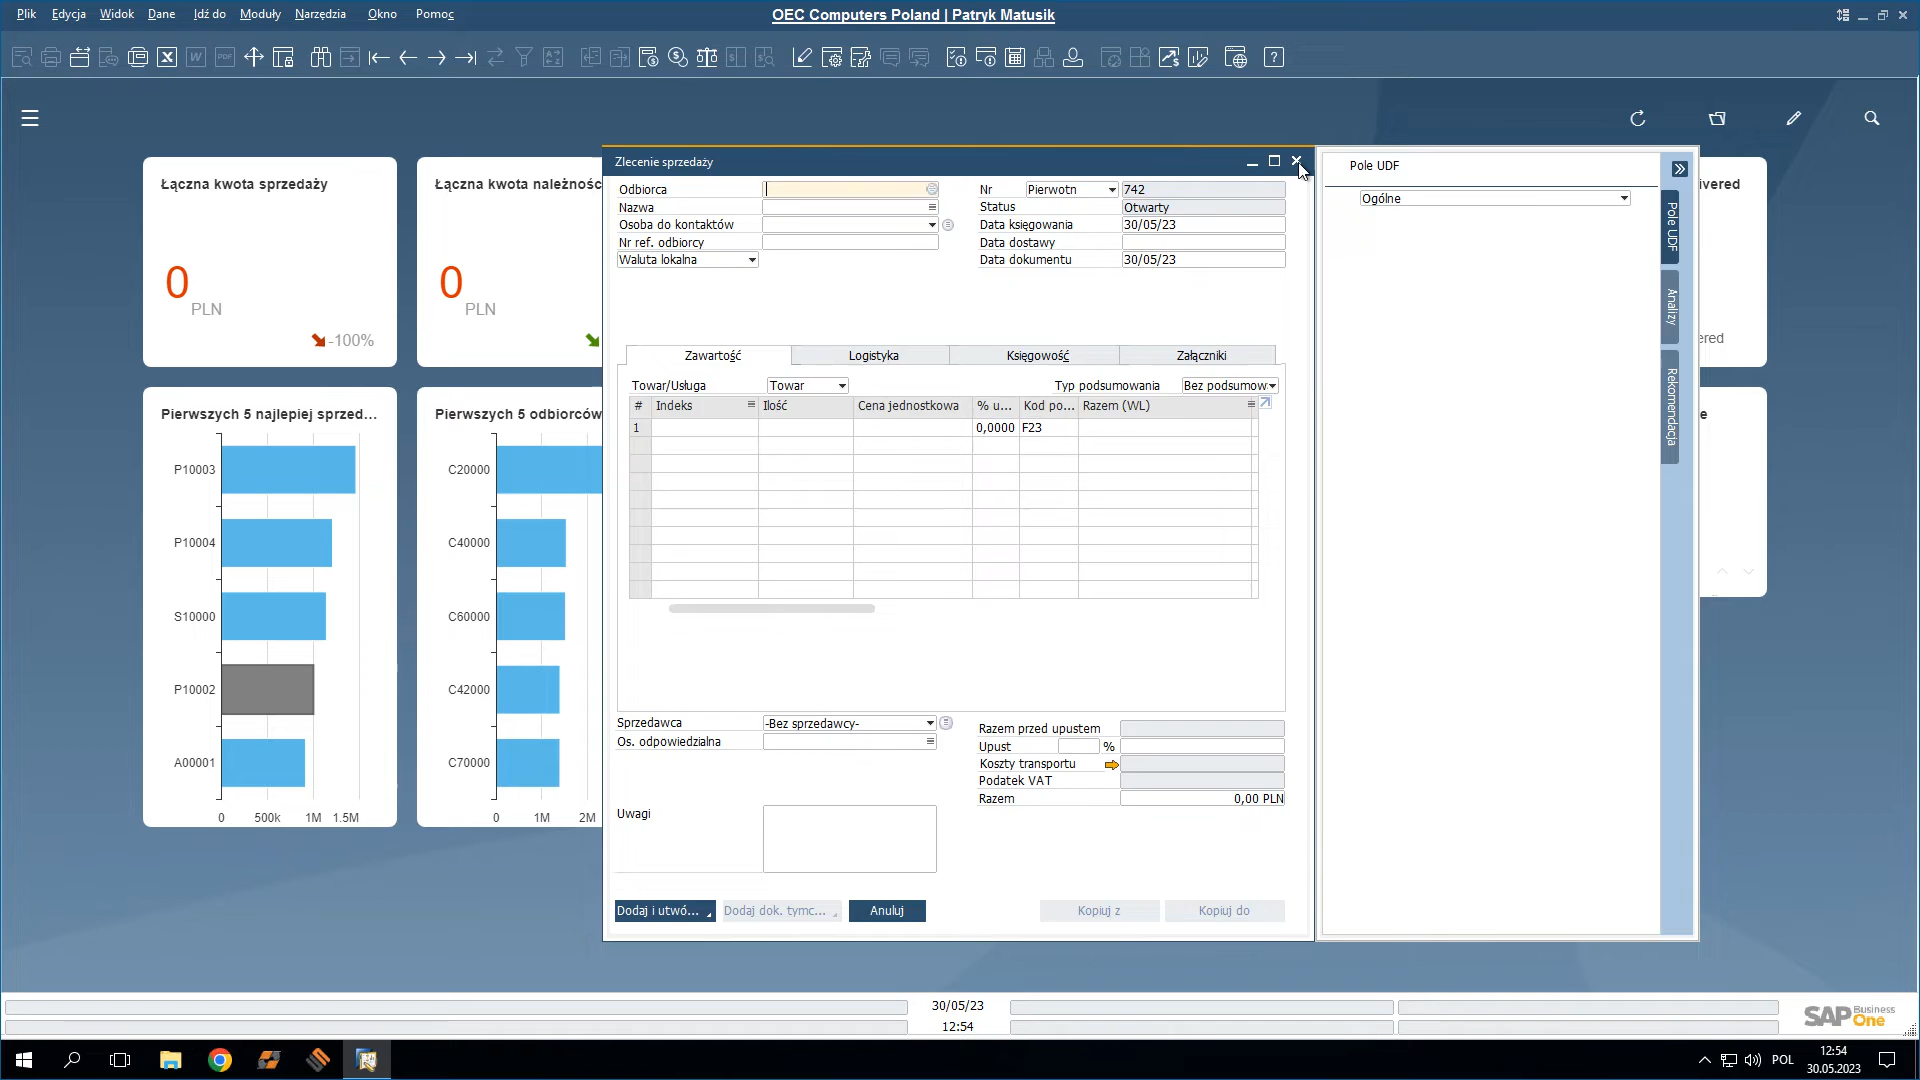 Plik Edycja Widok Dane Idź do Moduły Narzędzia Okno Pomoc
OEC Computers Poland | Patryk Matusik
Łączna kwota sprzedaży
0
PLN
-100%
Łączna kwota należnośc
0
PLN
ivered
ered
Pierwszych 5 najlepiej sprzed...
P10003
P10004
S10000
P10002
A00001
0 500k 1M 1.5M
Pierwszych 5 odbiorców
C20000
C40000
C60000
C42000
C70000
0 1M 2M
e
Zlecenie sprzedaży
Odbiorca
Nazwa
Osoba do kontaktów
Nr ref. odbiorcy
Waluta lokalna
Nr Pierwotn 742
Status Otwarty
Data księgowania 30/05/23
Data dostawy
Data dokumentu 30/05/23
Zawartość Logistyka Księgowość Załączniki
Towar/Usługa Towar Typ podsumowania Bez podsumow
# Indeks Ilość Cena jednostkowa % u... Kod po... Razem (WL)
1 0,0000 F23
Sprzedawca -Bez sprzedawcy-
Os. odpowiedzialna
Uwagi
Razem przed upustem
Upust %
Koszty transportu
Podatek VAT
Razem 0,00 PLN
Dodaj i utwó... Dodaj dok. tymc... Anuluj Kopiuj z Kopiuj do
Pole UDF
Ogólne
Pole UDF
Analizy
Rekomendacja
30/05/23
12:54
SAP Business One
POL
12:54
30.05.2023